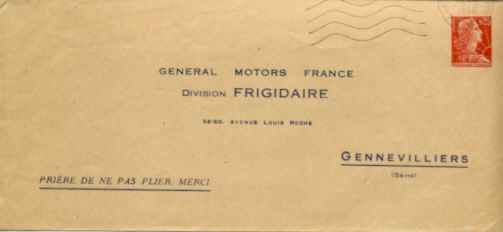 GENERAL MOTORS FRANCE
DIVISION FRIGIDAIRE
58-60, AVENUE LOUIS ROCHE
GENNEVILLIERS
(Seine)
PRIÈRE DE NE PAS PLIER. MERCI.